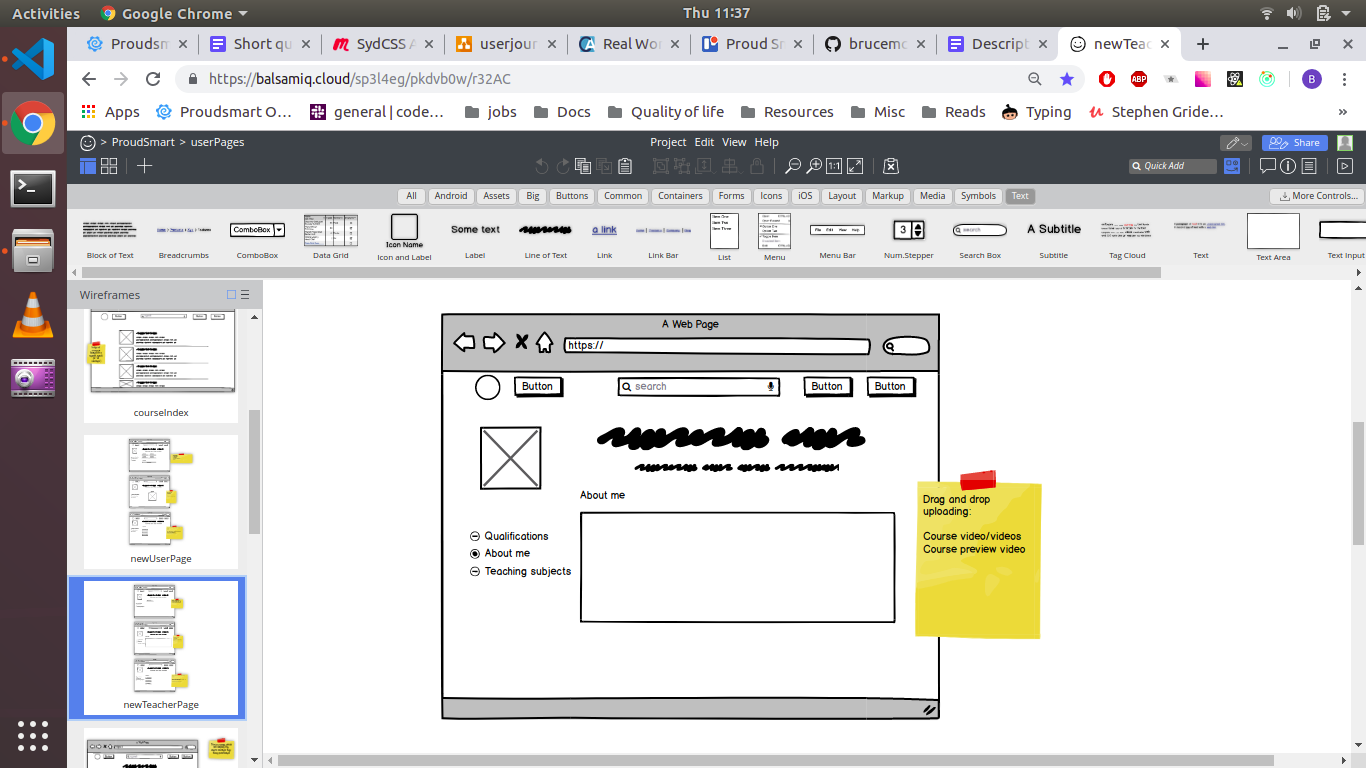 Activities
Google Chrome
Thu 11:37
Proudsm
Short qu
SydCSS A
userjour
Real Wo
Proud Sr
brucemc
Descript
newTeac
https://balsamiq.cloud/sp3l4eg/pkdvb0w/r32AC
ABP
B
Apps
Proudsmart O…
general | code…
jobs
Docs
Quality of life
Resources
Misc
Reads
Typing
Stephen Gride…
»
> ProudSmart > userPages
Project Edit View Help
Share
1:1
Quick Add
All
Android
Assets
Big
Buttons
Common
Containers
Forms
Icons
iOS
Layout
Markup
Media
Symbols
Text
More Controls...
ComboBox
Icon Name
Some text
a link
3
search
A Subtitle
Block of Text
Breadcrumbs
ComboBox
Data Grid
Icon and Label
Label
Line of Text
Link
Link Bar
List
Menu
Menu Bar
Num.Stepper
Search Box
Subtitle
Tag Cloud
Text
Text Area
Text Input
Wireframes
courseIndex
newUserPage
newTeacherPage
A Web Page
https://
Button
search
Button
Button
About me
Qualifications
About me
Teaching subjects
Drag and drop
uploading:
Course video/videos
Course preview video